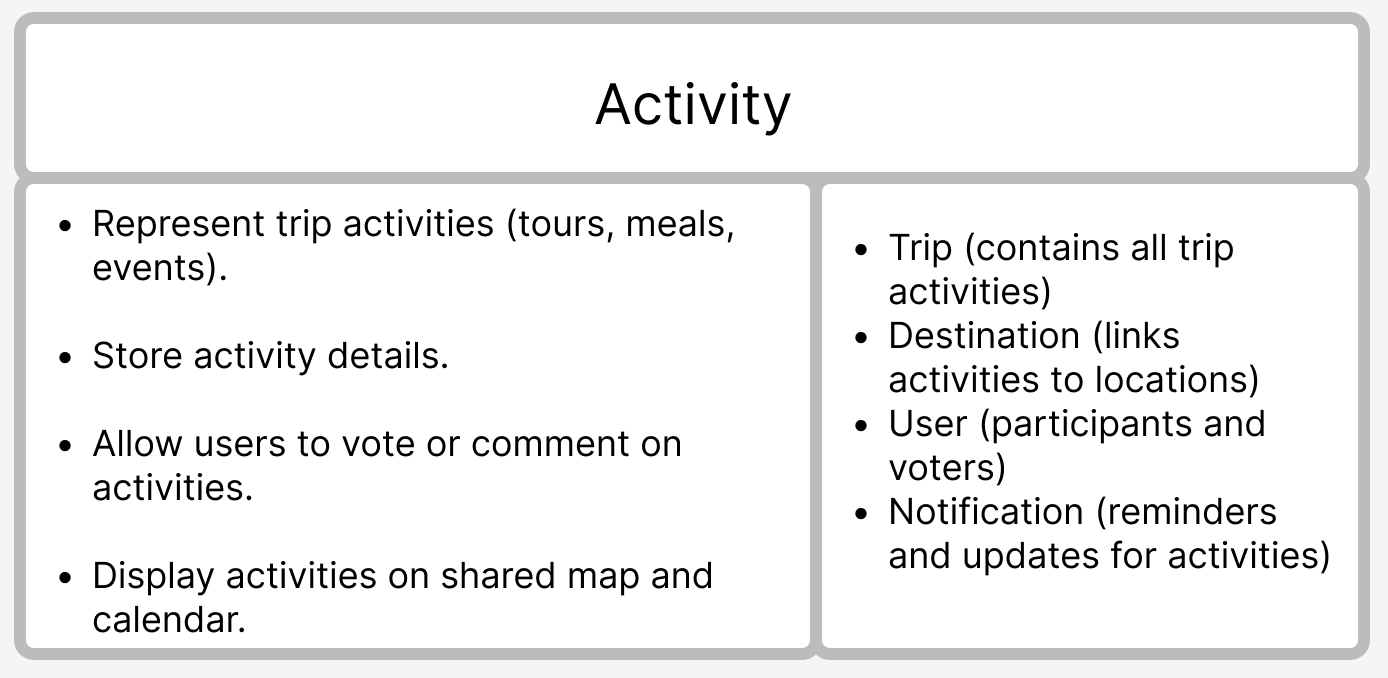 Activity
• Represent trip activities (tours, meals,
events).
• Store activity details.
• Allow users to vote or comment on
activities.
• Display activities on shared map and
calendar.
• Trip (contains all trip
activities)
• Destination (links
activities to locations)
• User (participants and
voters)
• Notification (reminders
and updates for activities)